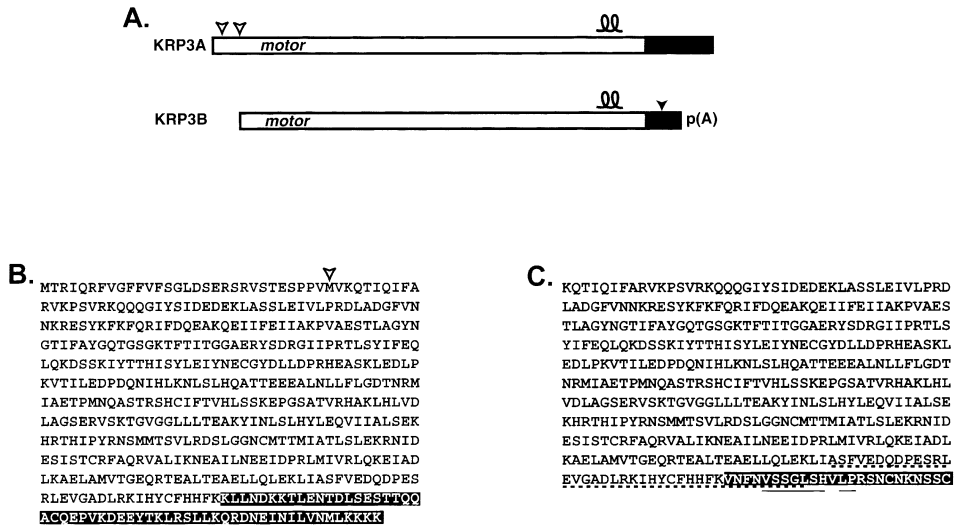 A.
KRP3A
motor
KRP3B
motor
p(A)
B.
MTRIQRFVGFFVFSGLDSERSRVSTESPPVMVKQTIQIFA
RVKPSVRKQQQGIYSIDEDEKLASSLEIVLPRDLADGFVN
NKRESYKFKFQRIFDQEAKQEIIFEIIAKPVAESTLAGYN
GTIFAYGQTGSGKTFTITGGAERYSDRGIIPRTLSYIFEQ
LQKDSSKIYTTHISYLEIYNECGYDLLDPRHEASKLEDLP
KVTILEDPDQNIHLKNLSLHQATTEEEALNLLFLGDTNRM
IAETPMNQASTRSHCIFTVHLSSKEPGSATVRHAKLHLVD
LAGSERVSKTGVGGLLLTEAKYINLSLHYLEQVIIALSEK
HRTHIPYRNSMMTSVLRDSLGGNCMTTMIATLSLEKRNID
ESISTCRFAQRVALIKNEAILNEEIDPRLMIVRLQKEIAD
LKAELAMVTGEQRTEALTEAELLQLEKLIASFVEDQDPES
RLEVGADLRKIHYCFHHFKKLLNDKKTLENTDLSESTTQQ
ACQEPVKDEEYTKLRSLLKQRDNEINILVNMLKKKK
C.
KQTIQIFARVKPSVRKQQQGIYSIDEDEKLASSLEIVLPRD
LADGFVNNKRESYKFKFQRIFDQEAKQEIIFEIIAKPVAES
TLAGYNGTIFAYGQTGSGKTFTITGGAERYSDRGIIPRTLS
YIFEQLQKDSSKIYTTHISYLEIYNECGYDLLDPRHEASKL
EDLPKVTILEDPDQNIHLKNLSLHQATTEEEALNLLFLGDT
NRMIAETPMNQASTRSHCIFTVHLSSKEPGSATVRHAKLHL
VDLAGSERVSKTGVGGLLLTEAKYINLSLHYLEQVIIALSE
KHRTHIPYRNSMMTSVLRDSLGGNCMTTMIATLSLEKRNID
ESISTCRFAQRVALIKNEAILNEEIDPRLMIVRLQKEIADL
KAELAMVTGEQRTEALTEAELLQLEKLIASFVEDQDPESRL
EVGADLRKIHYCFHHFKVNFNVSSGLSHVLPRSNCNKNSSC